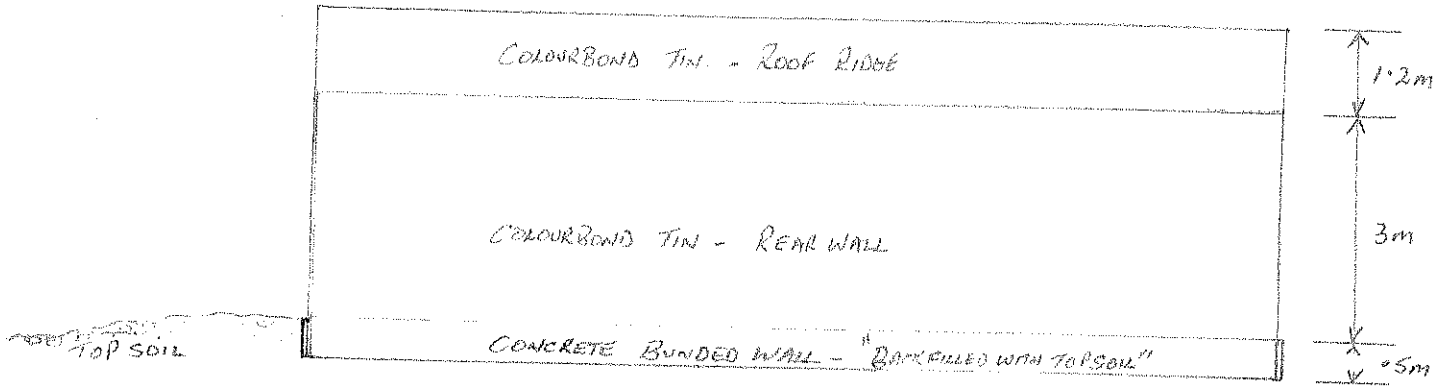 COLOURBOND TIN. - ROOF RIDGE
1.2m
COLOURBOND TIN - REAR WALL
3m
TOP SOIL
CONCRETE BUNDED WALL - "BACKFILLED WITH TOPSOIL"
.5m